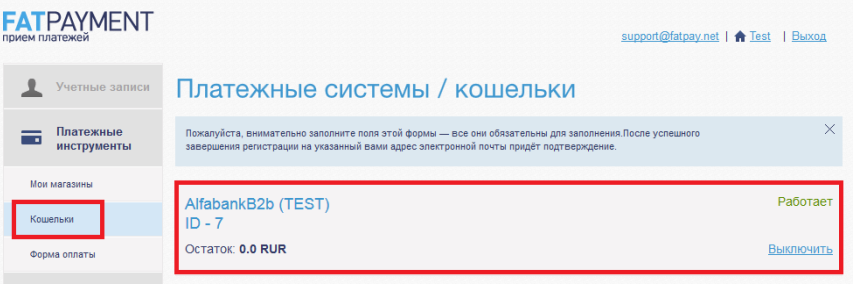 FATPAYMENT
прием платежей
support@fatpay.net | Test | Выход
Учетные записи
Платежные
инструменты
Мои магазины
Кошельки
Форма оплаты
Платежные системы / кошельки
Пожалуйста, внимательно заполните поля этой формы — все они обязательны для заполнения.После успешного
завершения регистрации на указанный вами адрес электронной почты придёт подтверждение.
AlfabankB2b (TEST)
Работает
ID - 7
Остаток: 0.0 RUR
Выключить